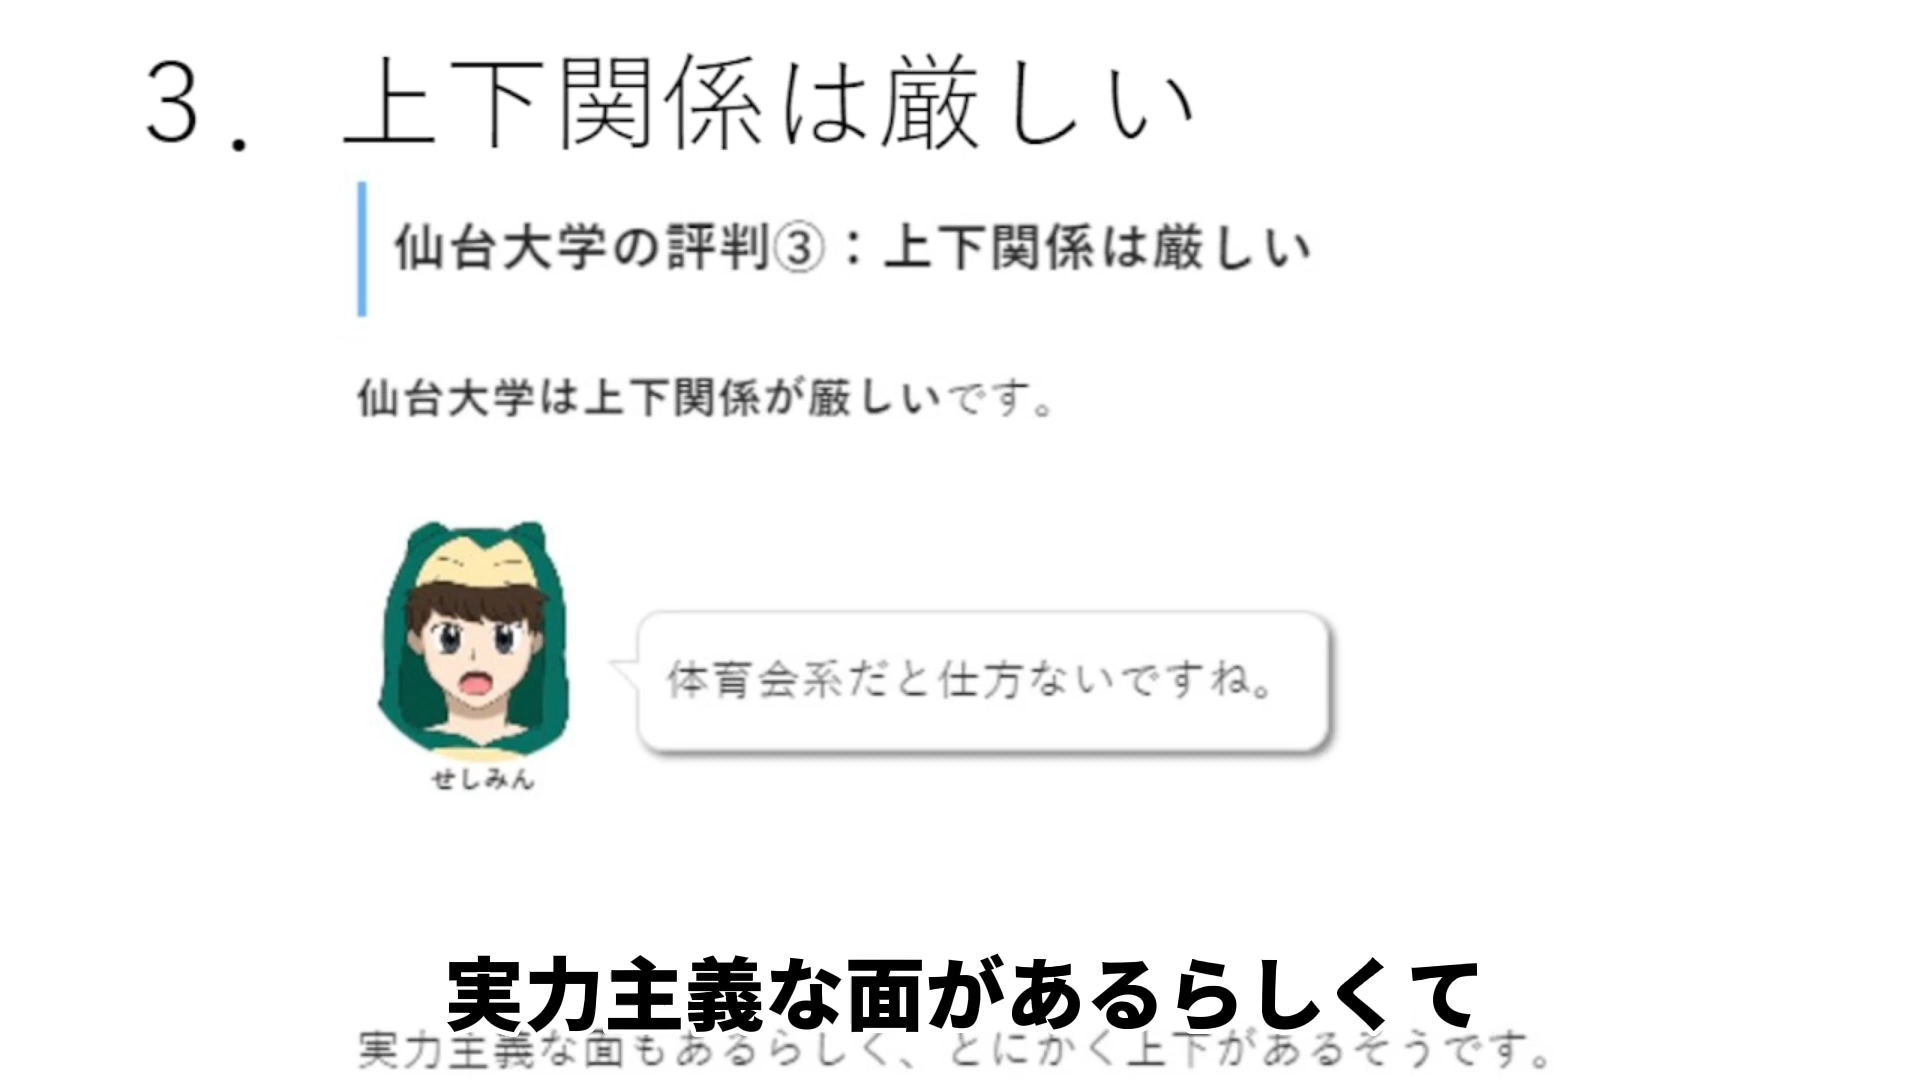 ３． 上下関係は厳しい
仙台大学の評判③：上下関係は厳しい
仙台大学は上下関係が厳しいです。
体育会系だと仕方ないですね。
せしみん
実力主義な面があるらしくて
実力主義な面もあるらしく、とにかく上下があるそうです。